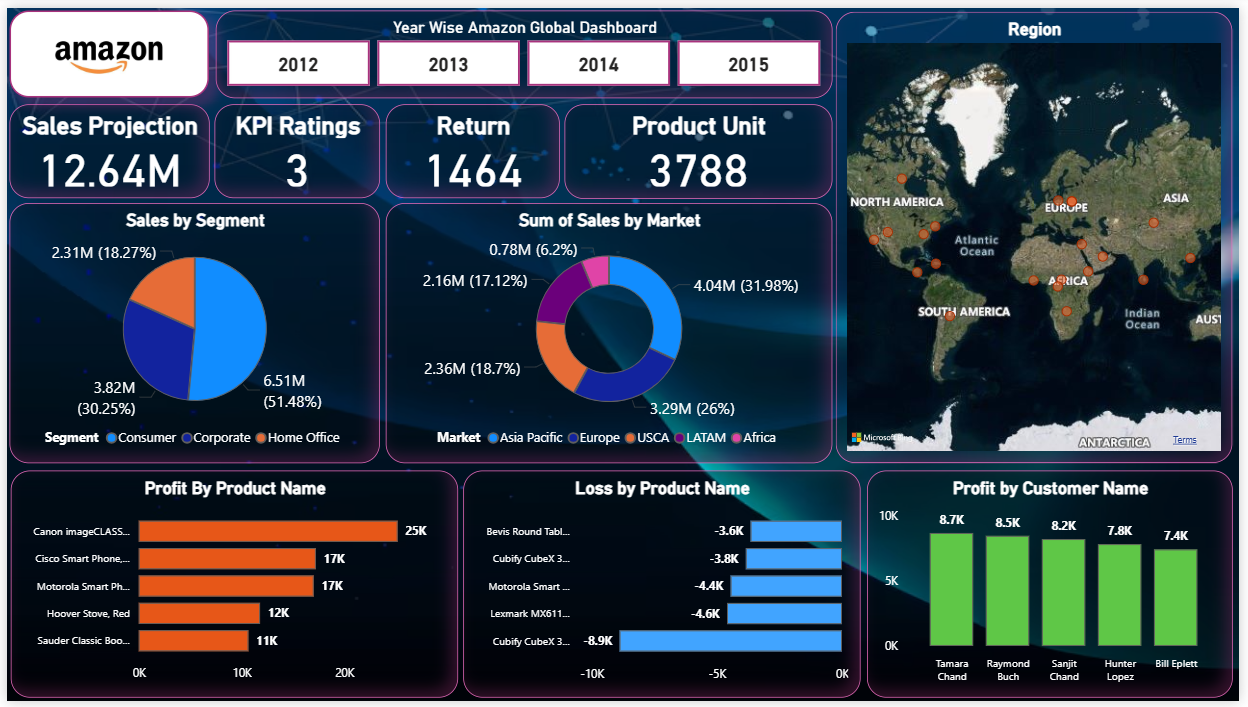 amazon
Year Wise Amazon Global Dashboard
2012
2013
2014
2015
Sales Projection
12.64M
KPI Ratings
3
Return
1464
Product Unit
3788
Region
NORTH AMERICA
EUROPE
ASIA
Atlantic
Ocean
AFRICA
SOUTH AMERICA
Indian
Ocean
AUST
ANTARCTICA
Microsoft Bing
Terms
Sales by Segment
2.31M (18.27%)
3.82M
(30.25%)
6.51M
(51.48%)
Segment Consumer Corporate Home Office
Sum of Sales by Market
0.78M (6.2%)
2.16M (17.12%)
4.04M (31.98%)
2.36M (18.7%)
3.29M (26%)
Market Asia Pacific Europe USCA LATAM Africa
Profit By Product Name
Canon imageCLASS... 25K
Cisco Smart Phone,... 17K
Motorola Smart Ph... 17K
Hoover Stove, Red 12K
Sauder Classic Boo... 11K
0K 10K 20K
Loss by Product Name
Bevis Round Tabl... -3.6K
Cubify CubeX 3... -3.8K
Motorola Smart ... -4.4K
Lexmark MX611... -4.6K
Cubify CubeX 3... -8.9K
-10K -5K 0K
Profit by Customer Name
10K
5K
0K
8.7K 8.5K 8.2K 7.8K 7.4K
Tamara
Chand
Raymond
Buch
Sanjit
Chand
Hunter
Lopez
Bill Eplett